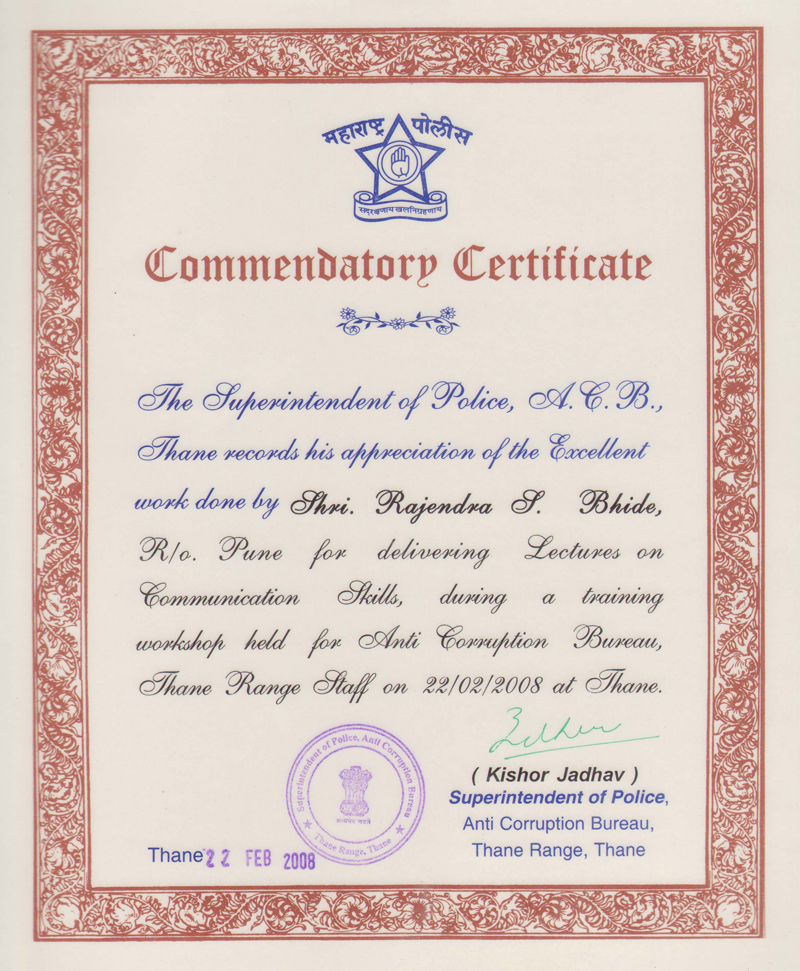 महाराष्ट्र पोलीस
सद्रक्षणाय खलनिग्रहणाय
Commendatory Certificate
The Superintendent of Police, A.C.B.,
Thane records his appreciation of the Excellent
work done by Shri. Rajendra S. Bhide,
R/o. Pune for delivering Lectures on
Communication Skills, during a training
workshop held for Anti Corruption Bureau,
Thane Range Staff on 22/02/2008 at Thane.
( Kishor Jadhav )
Superintendent of Police,
Anti Corruption Bureau,
Thane Range, Thane
Superintendent of Police, Anti Corruption Bureau
सत्यमेव जयते
Thane Range, Thane
Thane 22 FEB 2008